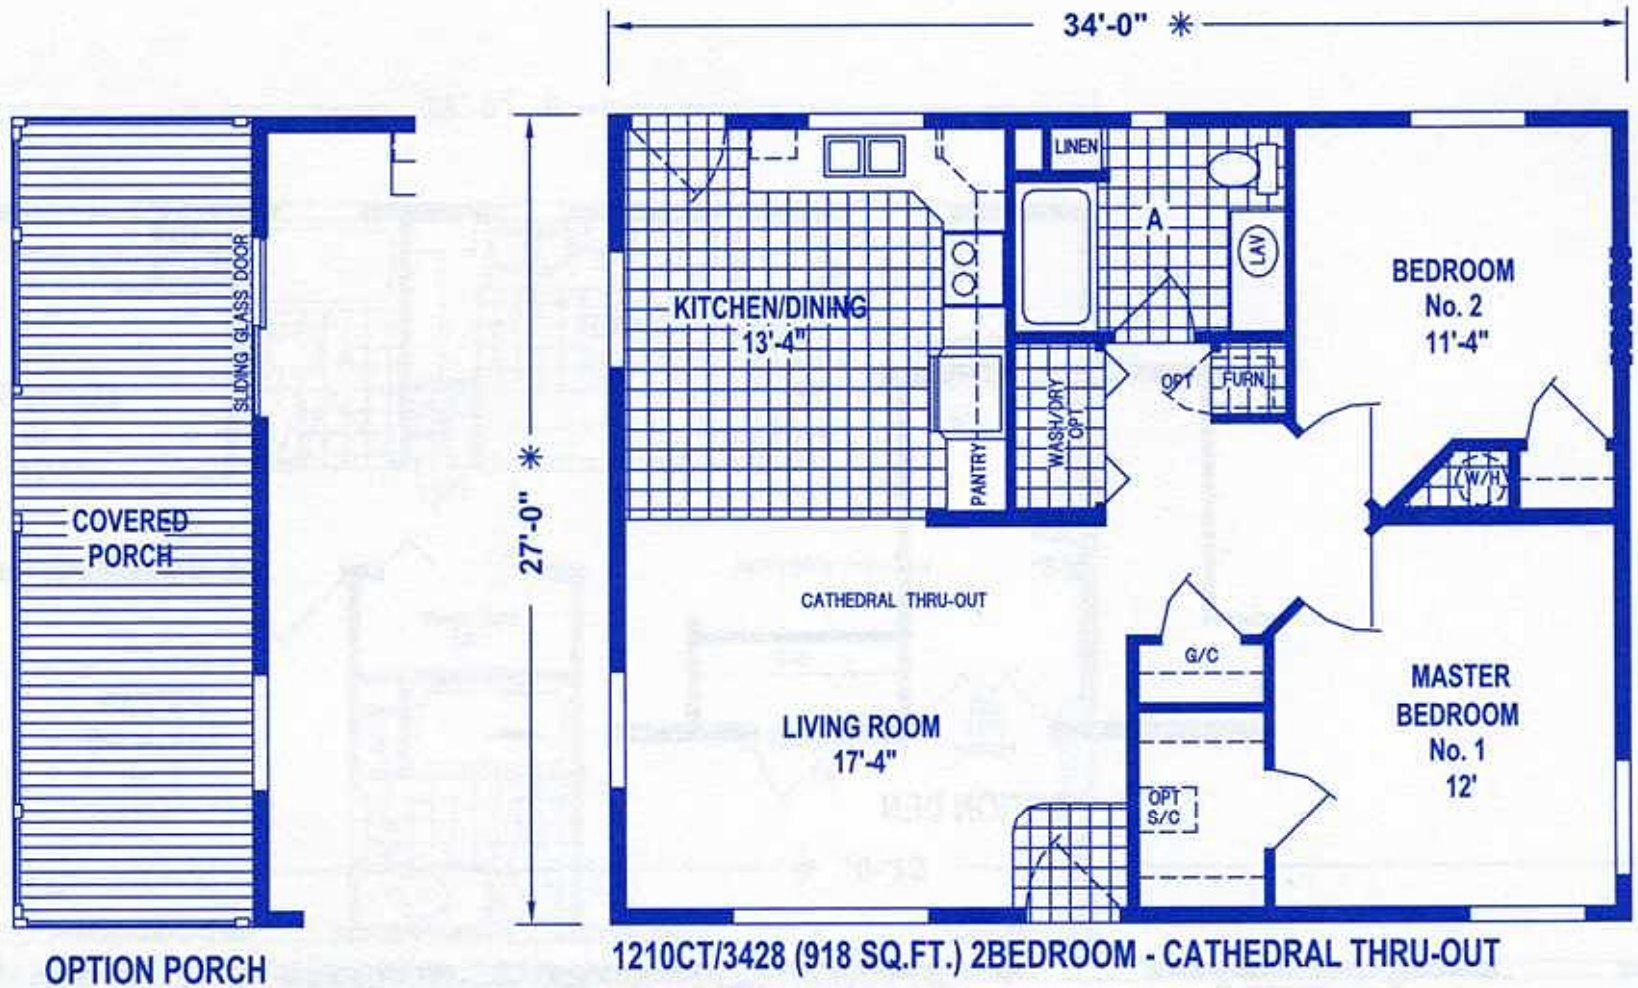 34'-0" *
LINEN
A
LAV
BEDROOM
No. 2
11'-4"
KITCHEN/DINING
13'-4"
SLIDING GLASS DOOR
WASH/DRY
OPT
OPT
FURN
PANTRY
W/H
27'-0" *
COVERED
PORCH
CATHEDRAL THRU-OUT
G/C
MASTER
BEDROOM
No. 1
12'
LIVING ROOM
17'-4"
OPT
S/C
1210CT/3428 (918 SQ.FT.) 2BEDROOM - CATHEDRAL THRU-OUT
OPTION PORCH